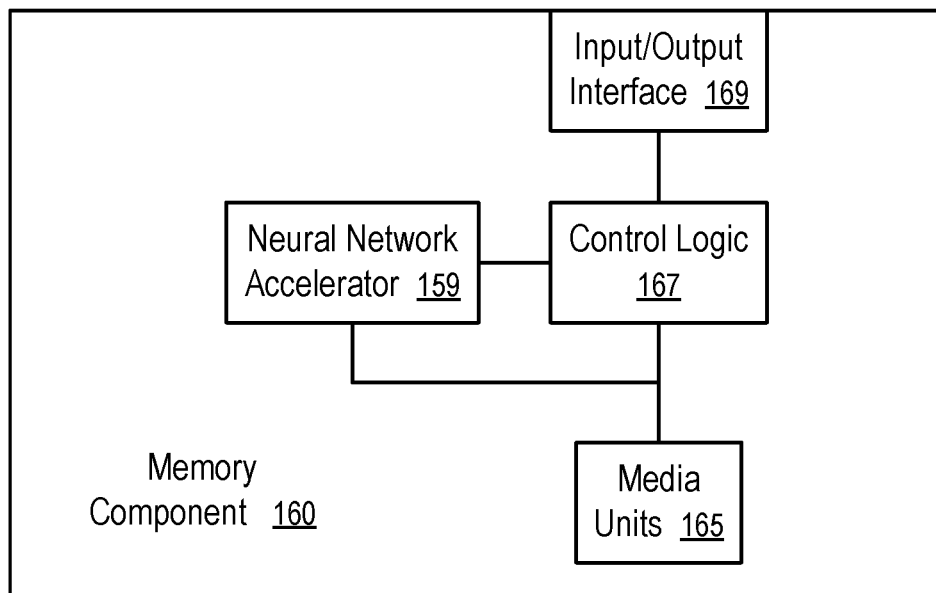 Input/Output
Interface 169
Neural Network
Accelerator 159
Control Logic
167
Memory
Component 160
Media
Units 165